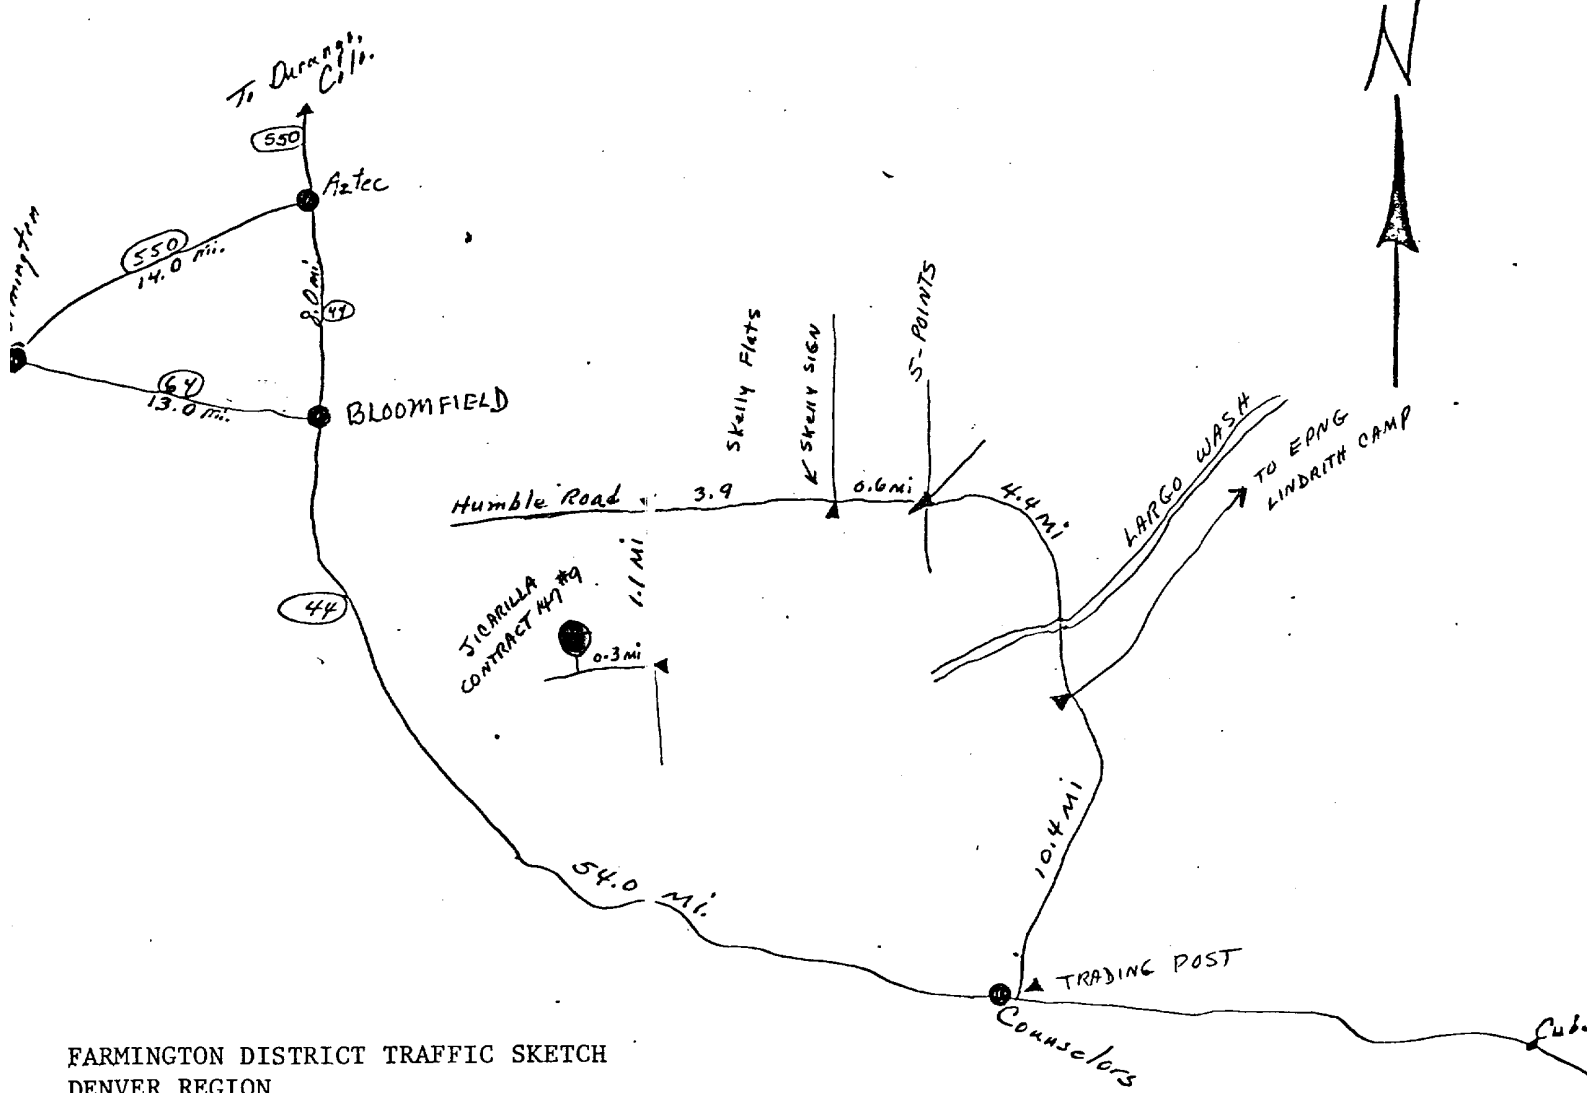 N
To Durango,
Colo.
550
Aztec
550
14.0 mi.
9.0 mi.
44
64
13.0 mi.
BLOOMFIELD
Skelly Flats
SKELLY SIGN
5-POINTS
Humble Road
3.9
0.6 mi
4.4 Mi
LARGO WASH
TO EPNG
LINDRITH CAMP
1.1 Mi
JICARILLA
CONTRACT 147 #9
0.3 mi
44
10.4 Mi
54.0 Mi.
TRADING POST
Counselors
FARMINGTON DISTRICT TRAFFIC SKETCH
DENVER REGION